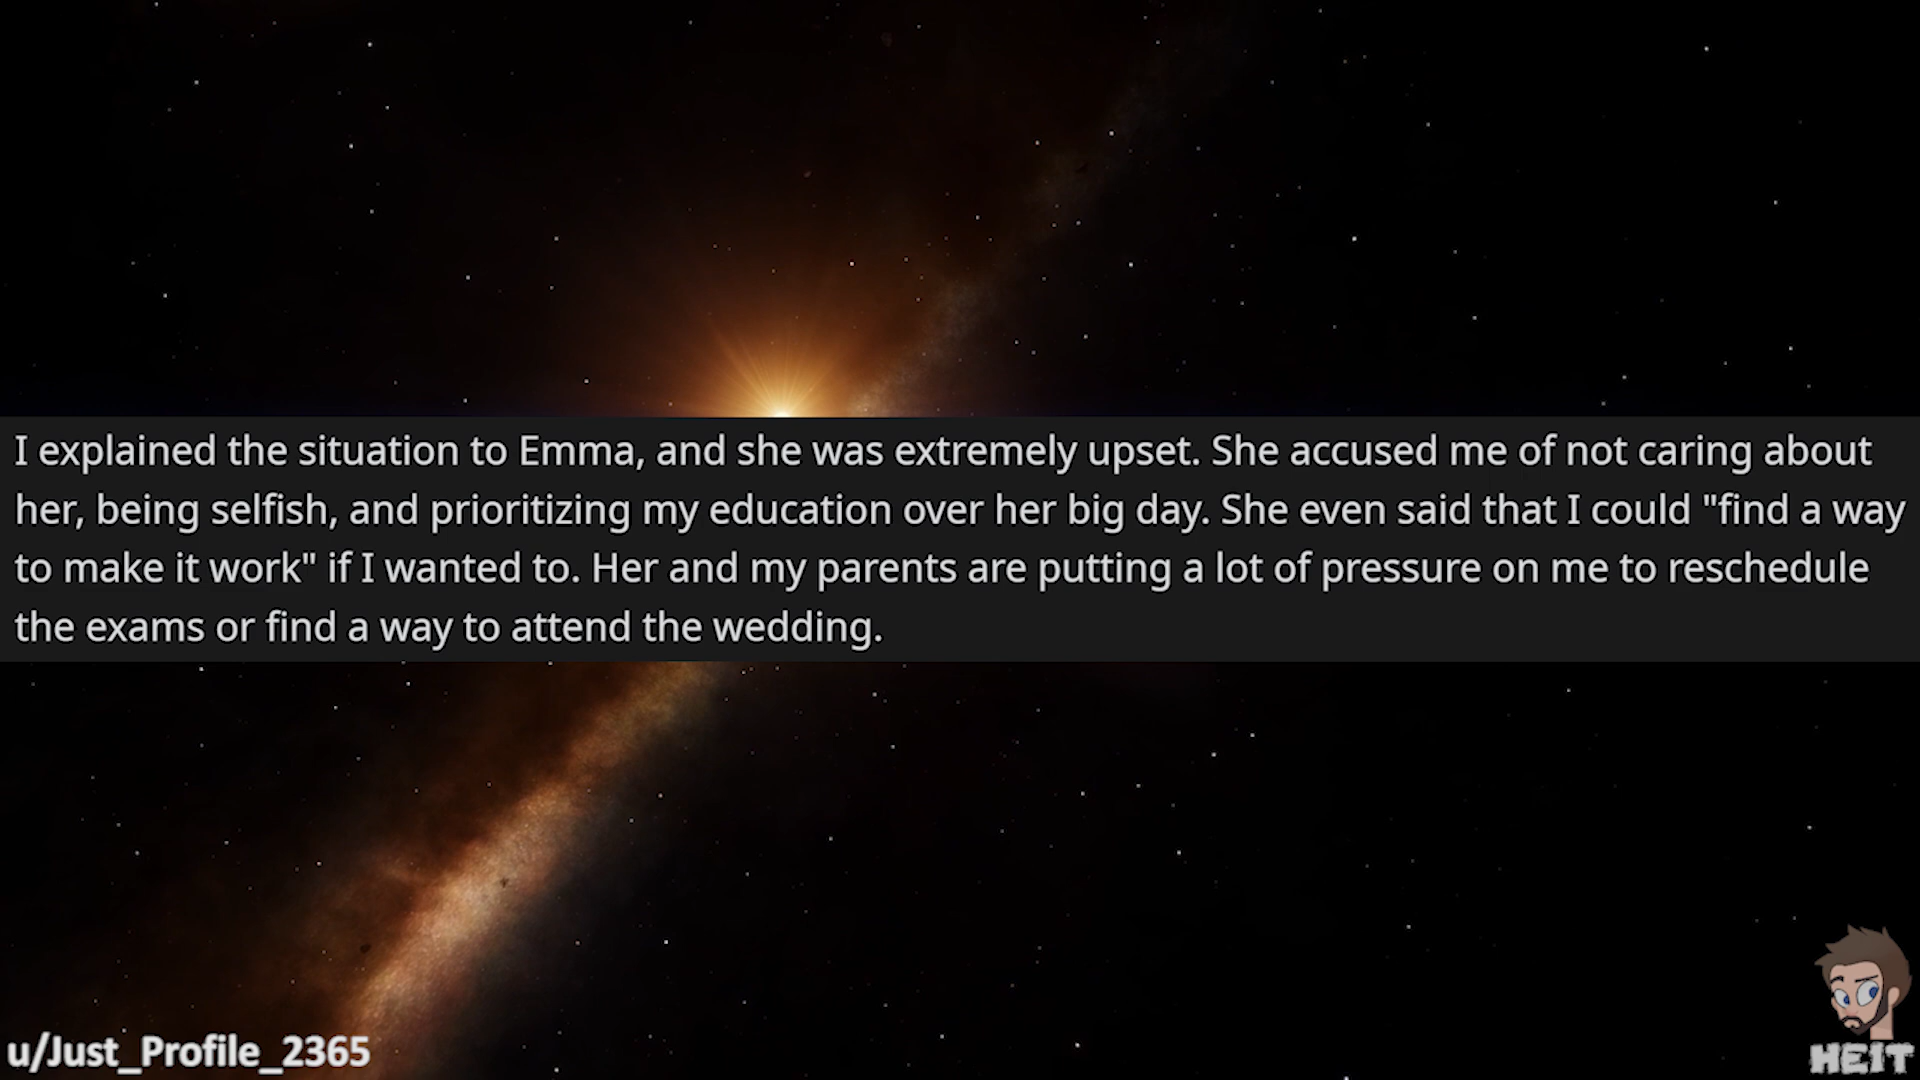 I explained the situation to Emma, and she was extremely upset. She accused me of not caring about
her, being selfish, and prioritizing my education over her big day. She even said that I could "find a way
to make it work" if I wanted to. Her and my parents are putting a lot of pressure on me to reschedule
the exams or find a way to attend the wedding.
u/Just_Profile_2365
HEIT